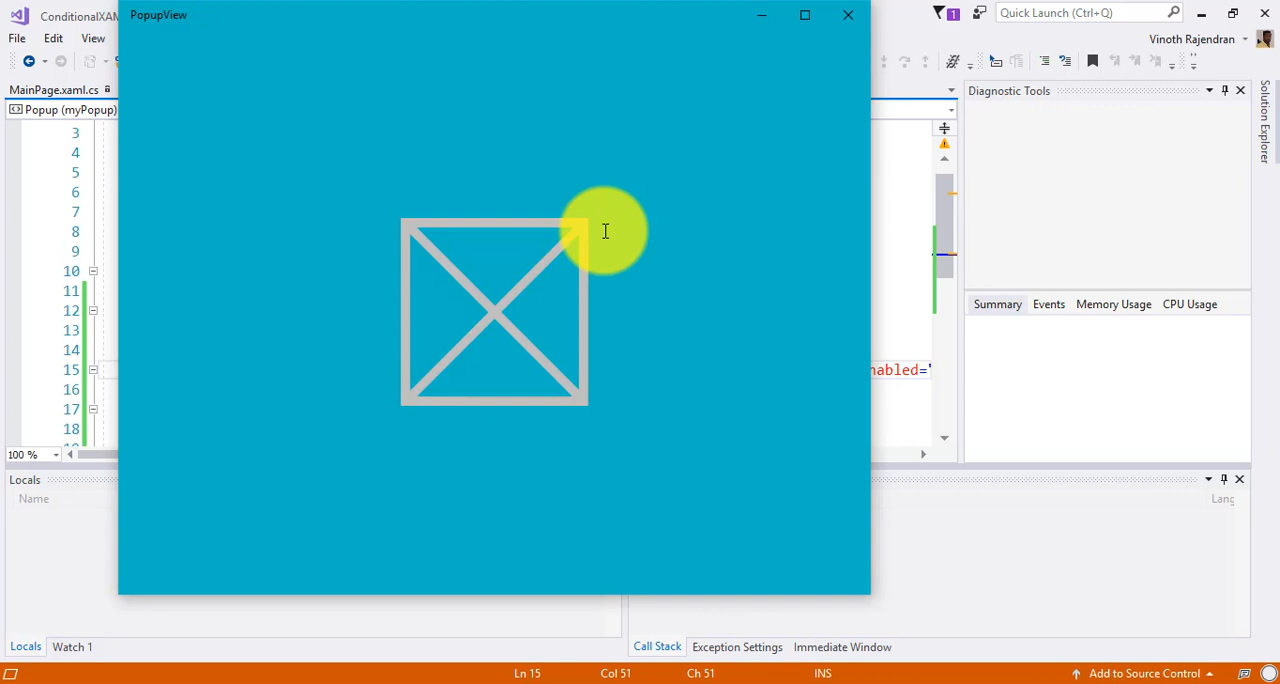 ConditionalXAM
PopupView
1
Quick Launch (Ctrl+Q)
File Edit View
Vinoth Rajendran
MainPage.xaml.cs
Diagnostic Tools
Popup (myPopup)
3
4
5
6
7
8
9
10
11
12
13
14
15 nabled="
16
17
18
Summary Events Memory Usage CPU Usage
Solution Explorer
100 %
Locals
Name
Lang
Locals Watch 1
Call Stack Exception Settings Immediate Window
Ln 15 Col 51 Ch 51 INS
Add to Source Control